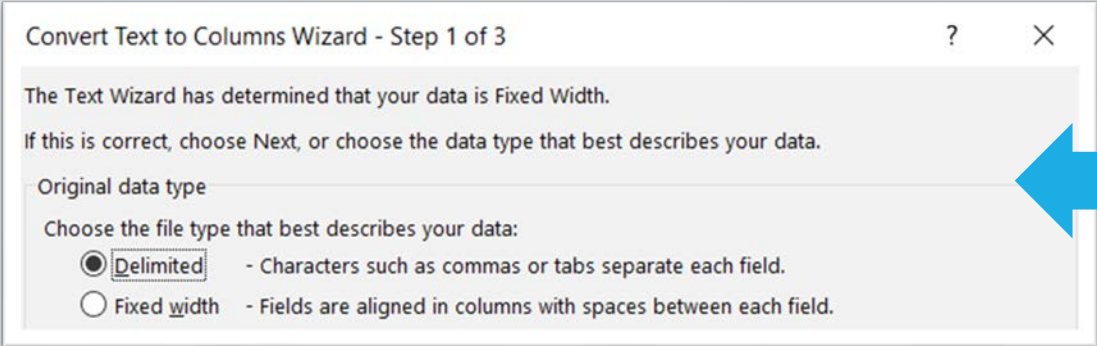 Convert Text to Columns Wizard - Step 1 of 3 ?
The Text Wizard has determined that your data is Fixed Width.
If this is correct, choose Next, or choose the data type that best describes your data.
Original data type
Choose the file type that best describes your data:
Delimited - Characters such as commas or tabs separate each field.
Fixed width - Fields are aligned in columns with spaces between each field.